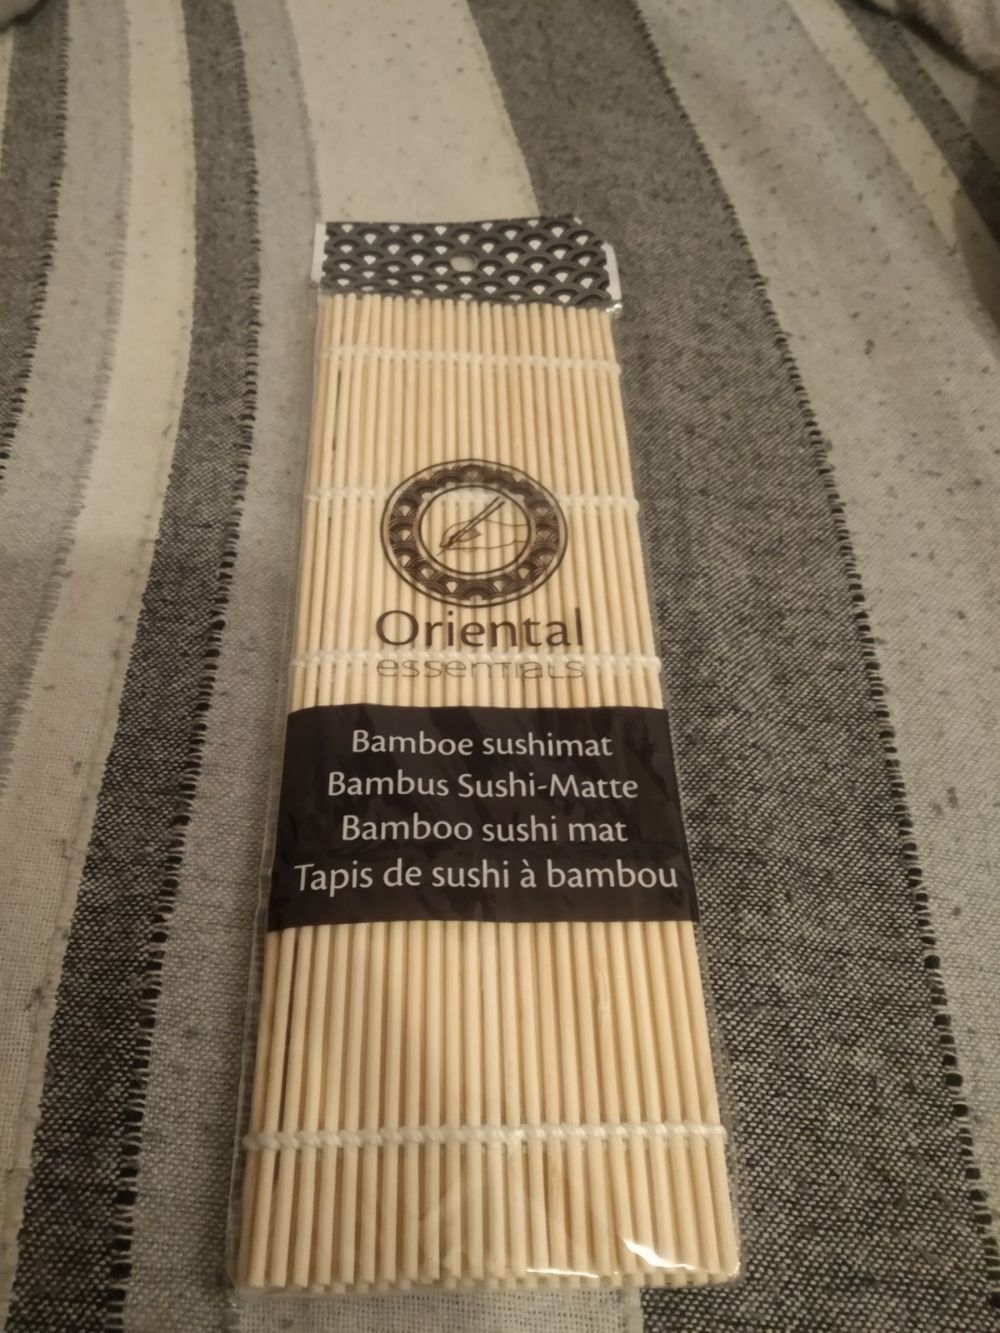 Oriental
essentials
Bamboe sushimat
Bambus Sushi-Matte
Bamboo sushi mat
Tapis de sushi à bambou